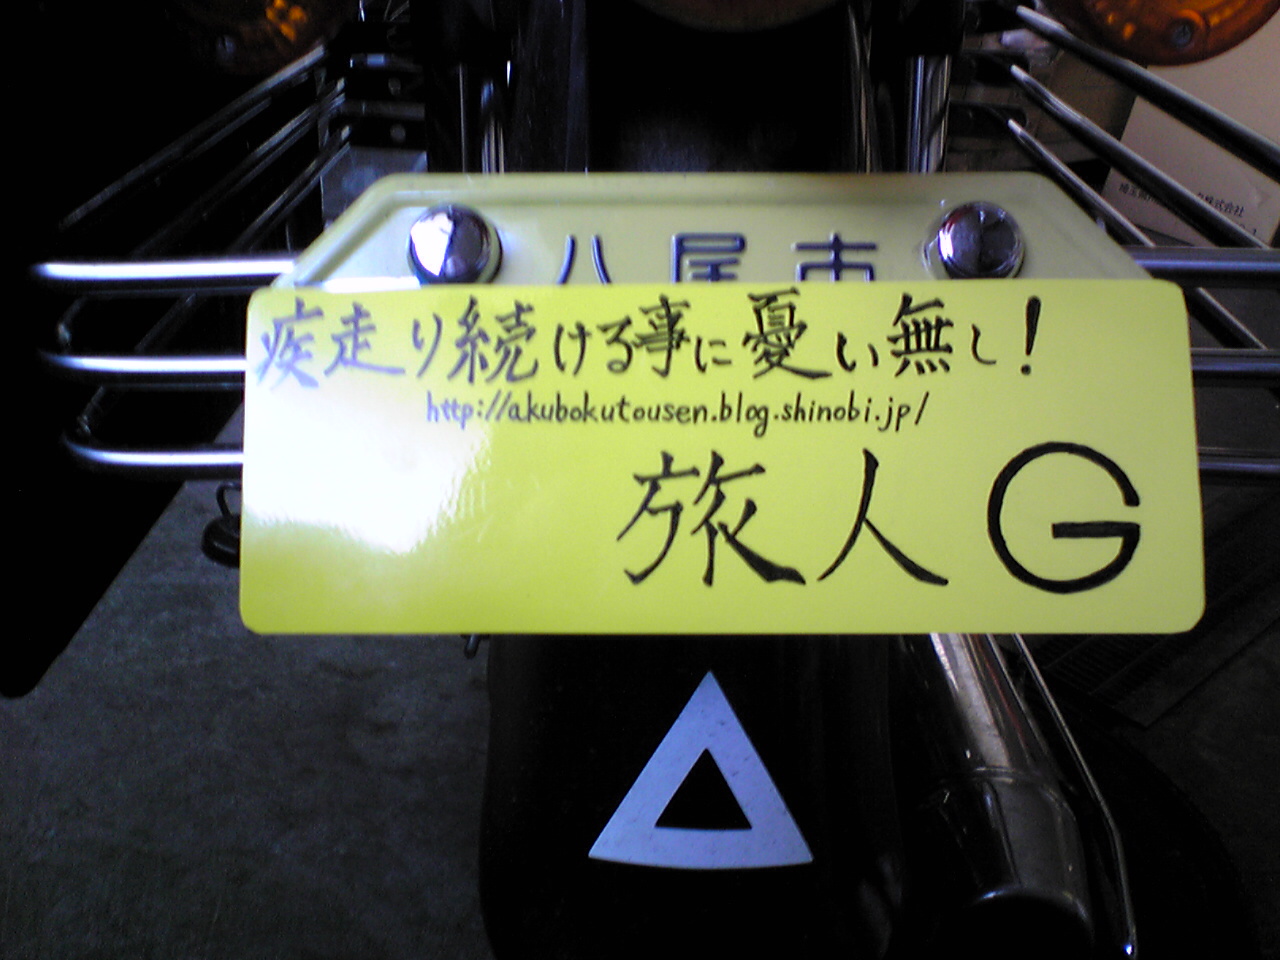 八尾市
疾走り続ける事に憂い無し!
http://akubokutousen.blog.shinobi.jp/
旅人G